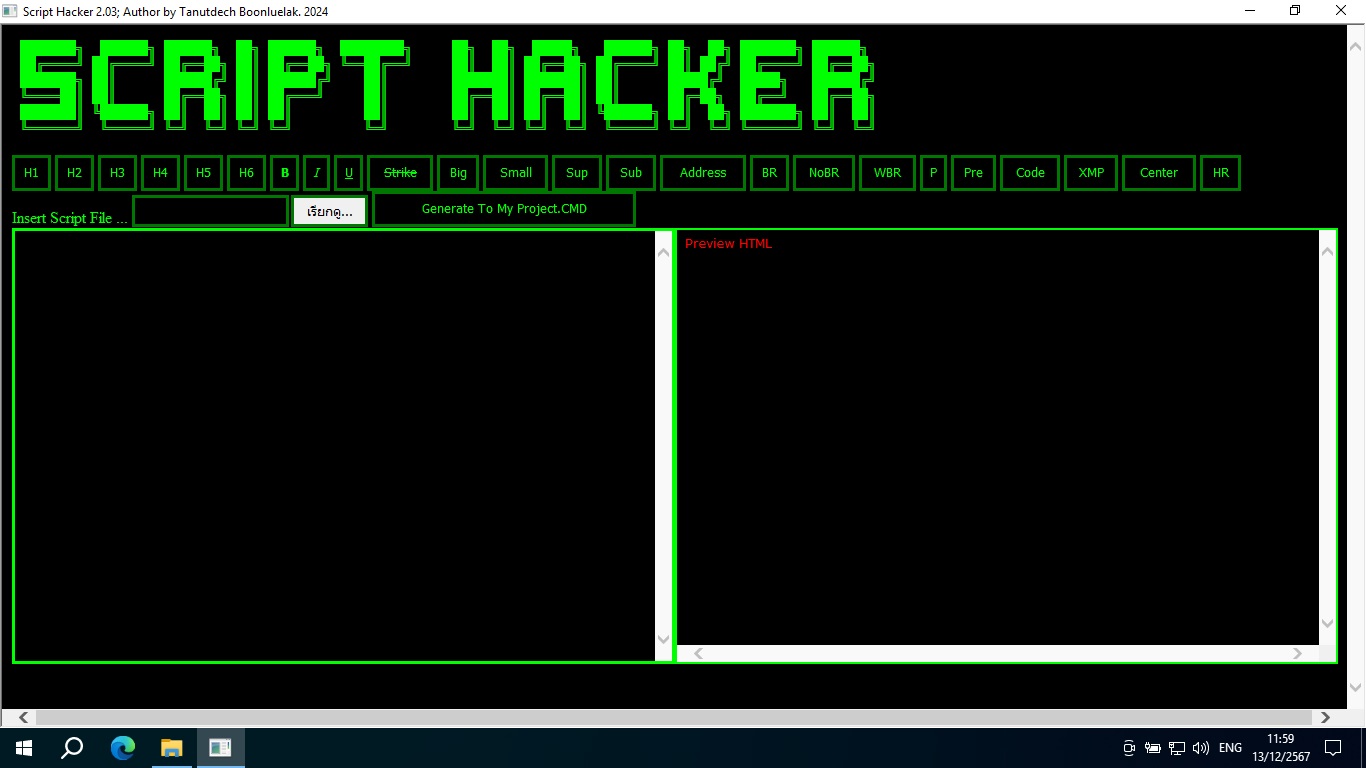 Script Hacker 2.03; Author by Tanutdech Boonluelak. 2024
SCRIPT HACKER
H1 H2 H3 H4 H5 H6 B I U Strike Big Small Sup Sub Address BR NoBR WBR P Pre Code XMP Center HR
Insert Script File ... เรียกดู... Generate To My Project.CMD
Preview HTML
ENG
11:59
13/12/2567